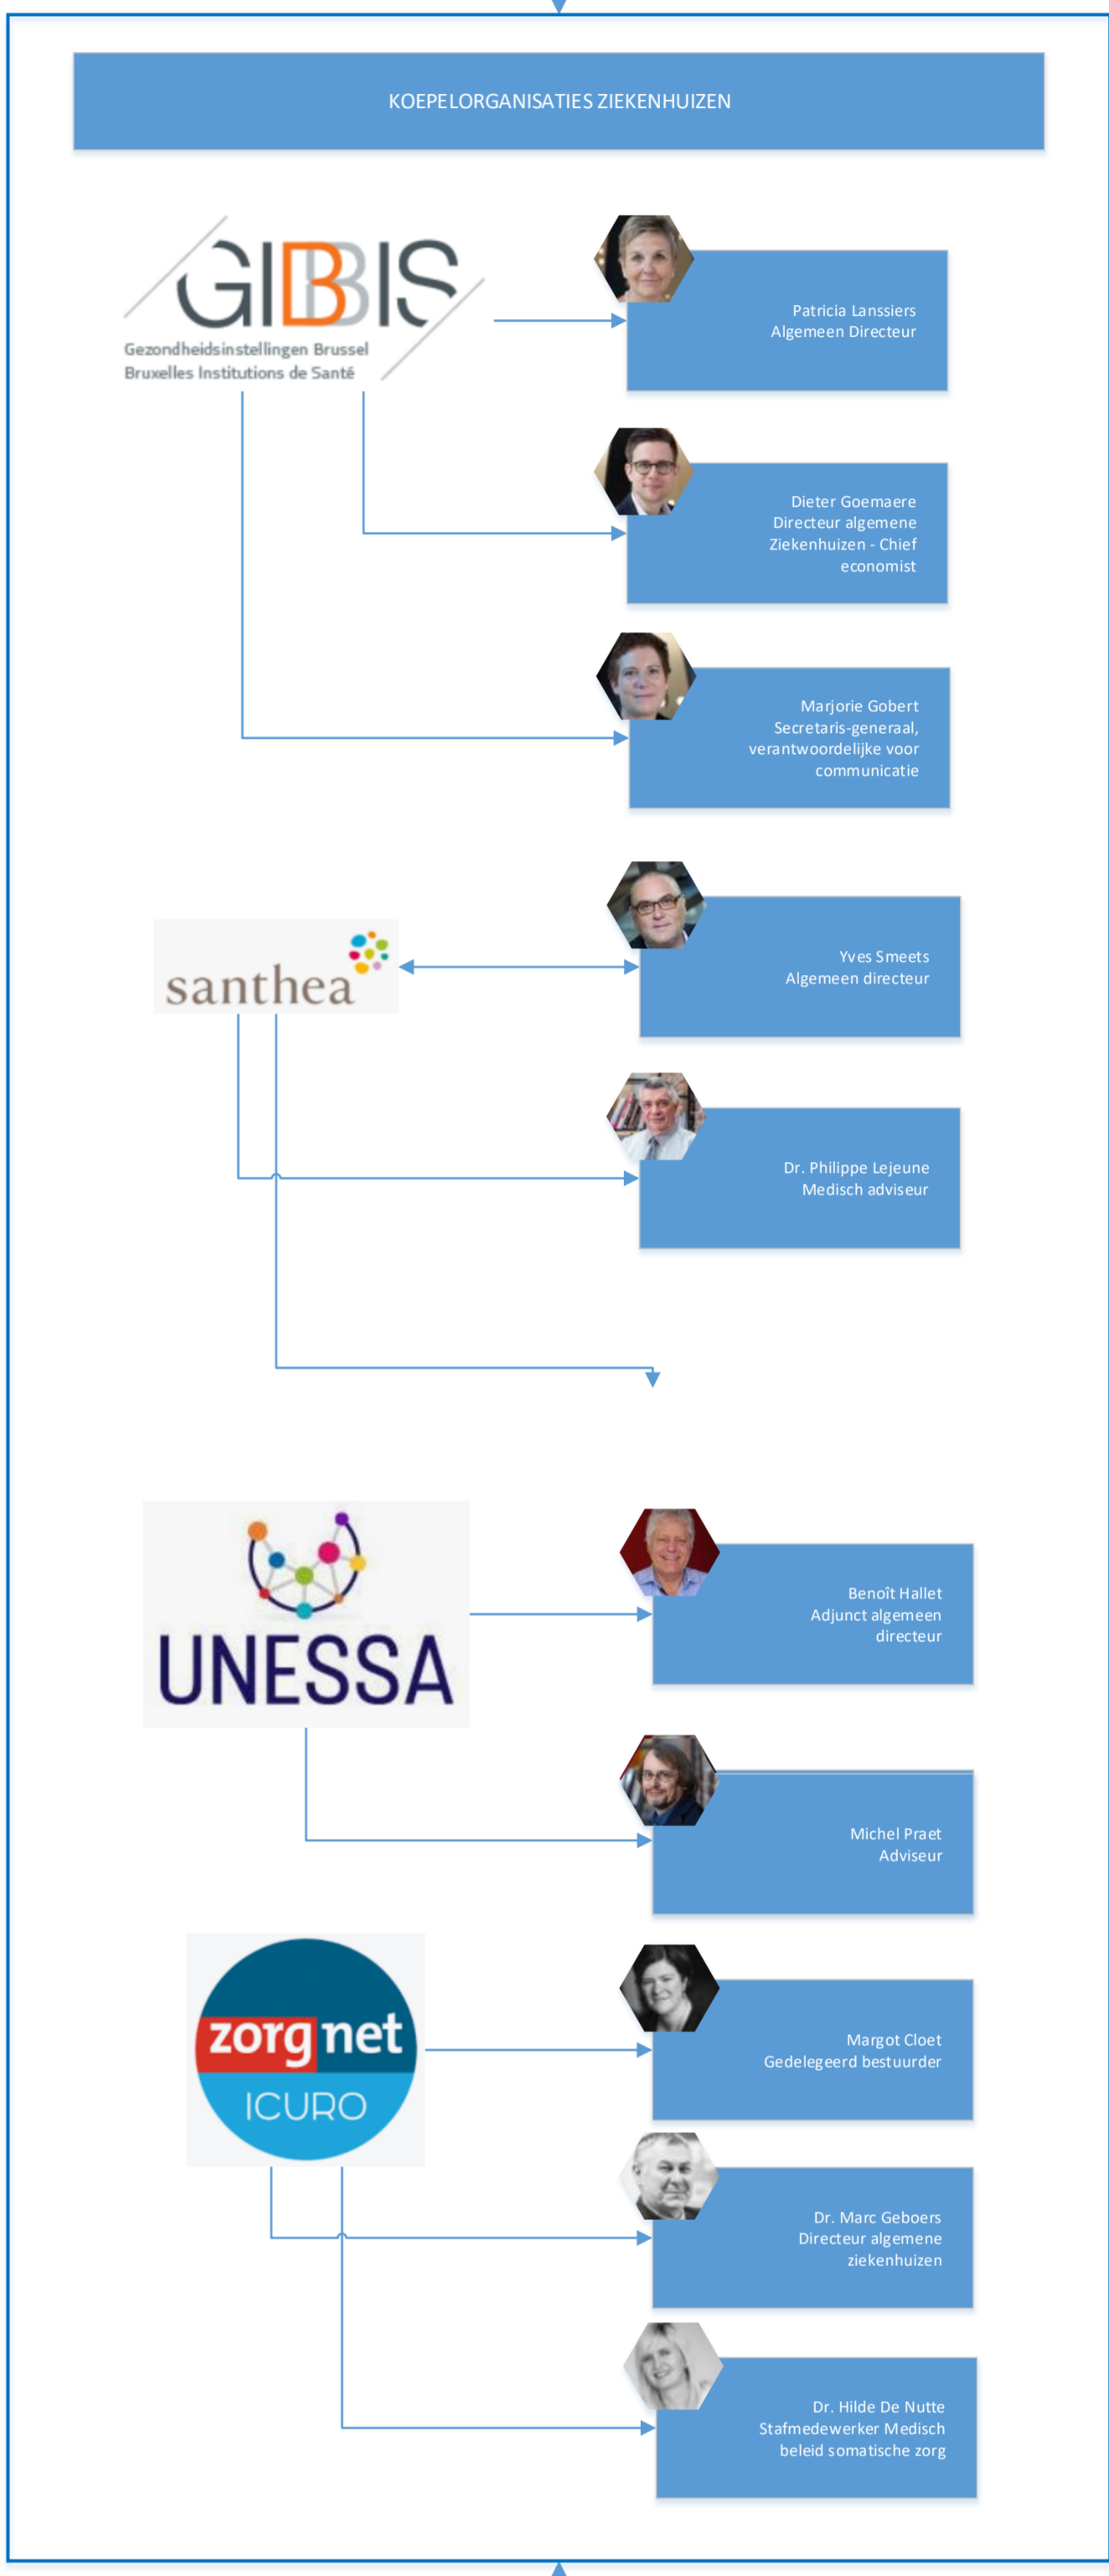 KOEPELORGANISATIES ZIEKENHUIZEN
GIBBIS
Gezondheidsinstellingen Brussel
Bruxelles Institutions de Santé
Patricia Lanssiers
Algemeen Directeur
Dieter Goemaere
Directeur algemene
Ziekenhuizen - Chief
economist
Marjorie Gobert
Secretaris-generaal,
verantwoordelijke voor
communicatie
santhea
Yves Smeets
Algemeen directeur
Dr. Philippe Lejeune
Medisch adviseur
UNESSA
Benoît Hallet
Adjunct algemeen
directeur
Michel Praet
Adviseur
zorgnet
ICURO
Margot Cloet
Gedelegeerd bestuurder
Dr. Marc Geboers
Directeur algemene
ziekenhuizen
Dr. Hilde De Nutte
Stafmedewerker Medisch
beleid somatische zorg